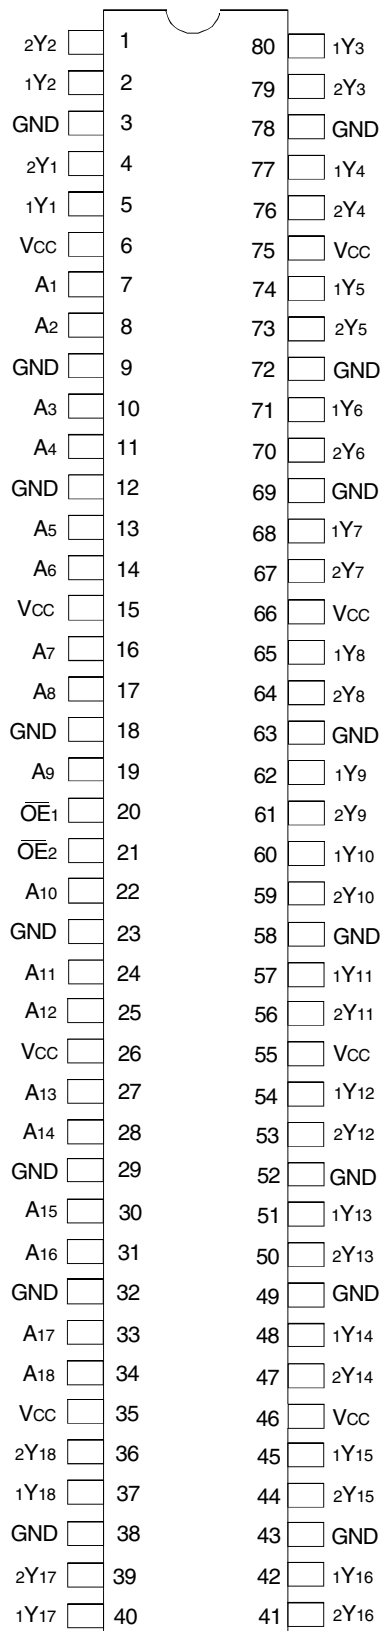 2Y2 1 80 1Y3
1Y2 2 79 2Y3
GND 3 78 GND
2Y1 4 77 1Y4
1Y1 5 76 2Y4
VCC 6 75 VCC
A1 7 74 1Y5
A2 8 73 2Y5
GND 9 72 GND
A3 10 71 1Y6
A4 11 70 2Y6
GND 12 69 GND
A5 13 68 1Y7
A6 14 67 2Y7
VCC 15 66 VCC
A7 16 65 1Y8
A8 17 64 2Y8
GND 18 63 GND
A9 19 62 1Y9
O̅E̅1 20 61 2Y9
O̅E̅2 21 60 1Y10
A10 22 59 2Y10
GND 23 58 GND
A11 24 57 1Y11
A12 25 56 2Y11
VCC 26 55 VCC
A13 27 54 1Y12
A14 28 53 2Y12
GND 29 52 GND
A15 30 51 1Y13
A16 31 50 2Y13
GND 32 49 GND
A17 33 48 1Y14
A18 34 47 2Y14
VCC 35 46 VCC
2Y18 36 45 1Y15
1Y18 37 44 2Y15
GND 38 43 GND
2Y17 39 42 1Y16
1Y17 40 41 2Y16